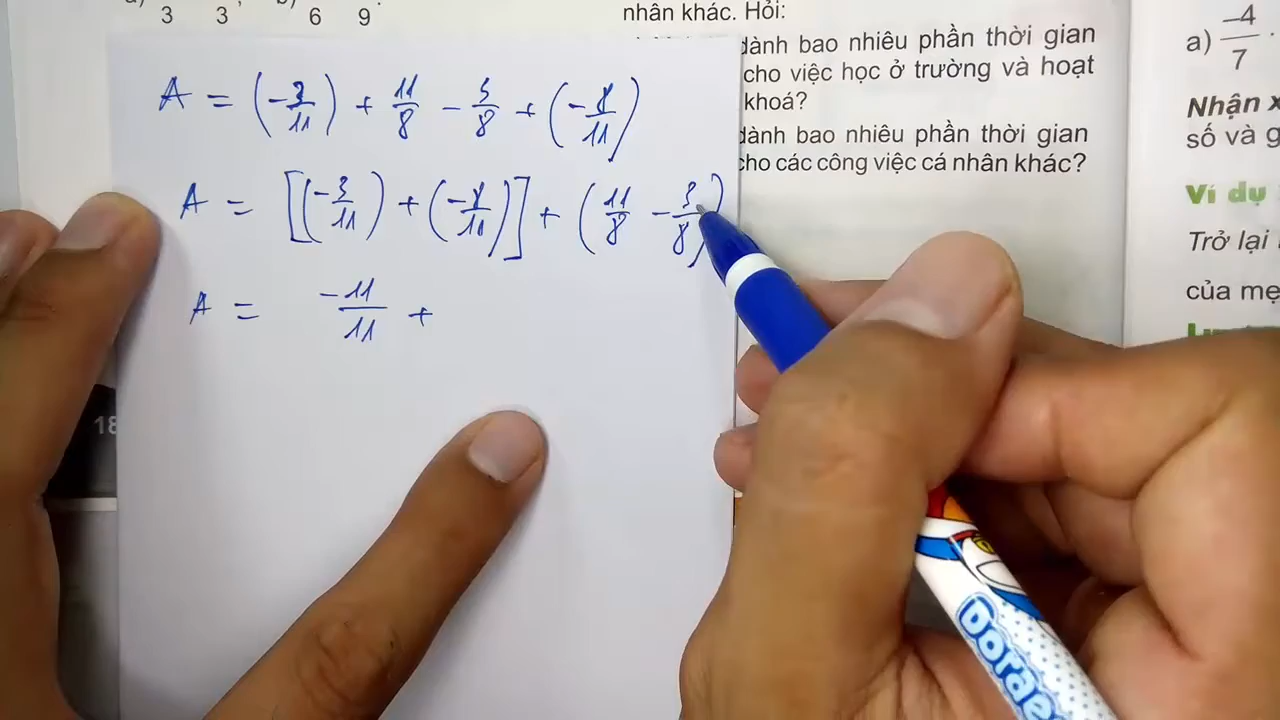 3 3 6 9
nhân khác. Hỏi:
dành bao nhiêu phần thời gian
cho việc học ở trường và hoạt
khoá?
dành bao nhiêu phần thời gian
cho các công việc cá nhân khác?
a) -4/7 .
Nhận x
số và g
Ví dụ
Trở lại
của mẹ
A = (-3/11) + 11/8 - 3/8 + (-8/11)
A = [(-3/11) + (-8/11)] + (11/8 - 3/8)
A = -11/11 +
18
Dorae